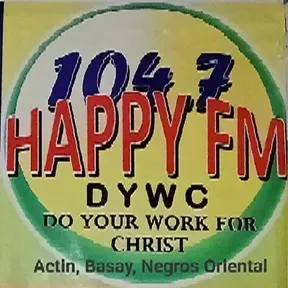 104.7
HAPPY FM
DYWC
DO YOUR WORK FOR
CHRIST
Actin, Basay, Negros Oriental